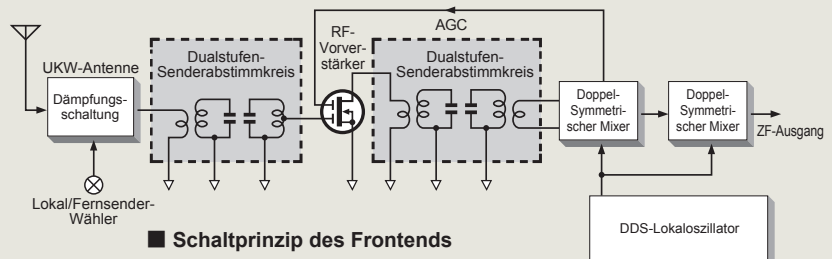 AGC
RF-
Vorver-
stärker
UKW-Antenne
Dämpfungs-
schaltung
Lokal/Fernsender-
Wähler
Dualstufen-
Senderabstimmkreis
Dualstufen-
Senderabstimmkreis
Doppel-
Symmetri-
scher Mixer
Doppel-
Symmetri-
scher Mixer
ZF-Ausgang
DDS-Lokaloszillator
■ Schaltprinzip des Frontends